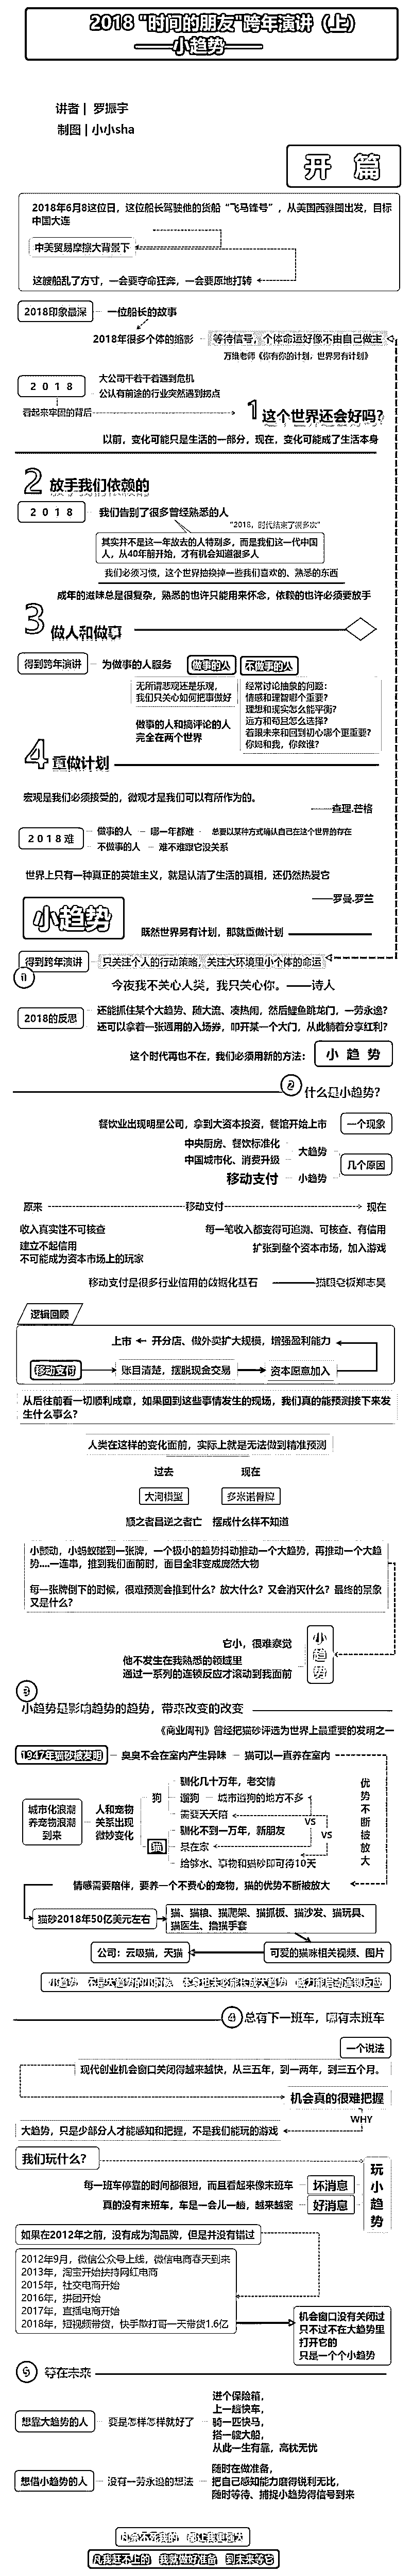 2018 "时间的朋友"跨年演讲（上）
小趋势
讲者 | 罗振宇
制图 | 小小sha
开 篇
2018年6月8这位日，这位船长驾驶他的货船“飞马锋号”，从美国西雅图出发，目标
中国大连
中美贸易摩擦大背景下
这艘船乱了方寸，一会要夺命狂奔，一会要原地打转
2018印象最深
一位船长的故事
2018年很多个体的缩影
等待信号，个体命运好像不由自己做主
万维老师《你有你的计划，世界另有计划》
2 0 1 8
大公司干着干着遇到危机
公认有前途的行业突然遇到拐点
看起来牢固的背后
1 这个世界还会好吗？
以前，变化可能只是生活的一部分，现在，变化可能成了生活本身
2 放手我们依赖的
2 0 1 8
我们告别了很多曾经熟悉的人
"2018，时代结束了很多次"
其实并不是这一年故去的人特别多，而是我们这一代中国
人，从40年前开始，才有机会知道很多人
我们必须习惯，这个世界抽换掉一些我们喜欢的、熟悉的东西
成年的滋味总是很复杂，熟悉的也许只能用来怀念，依赖的也许必须要放手
3 做人和做事
得到跨年演讲
为做事的人服务
做事的人
不做事的人
无所谓悲观还是乐观，
我们只关心如何把事做好
做事的人和搞评论的人
完全在两个世界
经常讨论抽象的问题：
情感和理智哪个重要？
理想和现实怎么能平衡？
远方和苟且怎么选择？
着眼未来和回到初心哪个更重要？
你妈和我，你救谁？
4 重做计划
宏观是我们必须接受的，微观才是我们可以有所作为的。
——查理.芒格
2 0 1 8 难
做事的人
哪一年都难
总要以某种方式确认自己在这个世界的存在
不做事的人
难不难跟它没关系
世界上只有一种真正的英雄主义，就是认清了生活的真相，还仍然热爱它
——罗曼.罗兰
小趋势
既然世界另有计划，那就重做计划
得到跨年演讲
只关注个人的行动策略，关注大环境里小个体的命运
1
今夜我不关心人类，我只关心你。——诗人
2018的反思
还能抓住某个大趋势、随大流、凑热闹，然后鲤鱼跳龙门，一劳永逸？
还可以拿着一张通用的入场券，叩开某一个大门，从此躺着分享红利？
这个时代再也不在，我们必须用新的方法：
小 趋 势
2 什么是小趋势？
餐饮业出现明星公司，拿到大资本投资，餐馆开始上市
一个现象
中央厨房、餐饮标准化
中国城市化、消费升级
大趋势
几个原因
移动支付
小趋势
原来
移动支付
现在
收入真实性不可核查
建立不起信用
不可能成为资本市场上的玩家
每一笔收入都变得可追溯、可核查、有信用
扩张到整个资本市场，加入游戏
移动支付是很多行业信用的数据化基石 ——猫眼老板郑志昊
逻辑回顾
上市 ← 开分店、做外卖扩大规模，增强盈利能力
移动支付
账目清楚，摆脱现金交易
资本愿意加入
从后往前看一切顺利成章，如果回到这些事情发生的现场，我们真的能预测接下来发
生什么事么？
人类在这样的变化面前，实际上就是无法做到精准预测
过去
现在
大河模型
多米诺骨牌
顺之者昌逆之者亡
摆成什么样不知道
小颤动，小蚂蚁碰到一张牌，一个极小的趋势抖动推动一个大趋势，再推动一个大趋
势....一连串，推到我们面前时，面目全非变成庞然大物
每一张牌倒下的时候，很难预测会推到什么？放大什么？又会消灭什么？最终的景象
又是什么？
它小，很难察觉
他不发生在我熟悉的领域里
通过一系列的连锁反应才滚动到我面前
小趋势
3
小趋势是影响趋势的趋势，带来改变的改变
《商业周刊》曾经把猫砂评选为世界上最重要的发明之一
1947年猫砂被发明
臭臭不会在室内产生异味
猫可以一直养在室内
城市化浪潮
养宠物浪潮
到来
人和宠物
关系出现
微妙变化
狗
驯化几十万年，老交情
遛狗
城市遛狗的地方不多
需要天天陪
VS
猫
驯化不到一万年，新朋友
VS
呆在家
给够水、食物和猫砂即可待10天
优势不断被放大
情感需要陪伴，要养一个不费心的宠物，猫的优势不断被放大
猫砂2018年50亿美元左右
猫、猫粮、猫爬架、猫抓板、猫沙发、猫玩具、
猫医生、撸猫手套
公司：云吸猫，天猫
可爱的猫咪相关视频、图片
小趋势，不是大趋势的小时候，本身也未必能长成大趋势，威力能启动连锁反应
4 总有下一班车，哪有末班车
一个说法
现代创业机会窗口关闭得越来越快，从三五年，到一两年，到三五个月。
机会真的很难把握
WHY
大趋势，只是少部分人才能感知和把握，不是我们能玩的游戏
我们玩什么？
每一班车停靠的时间都很短，而且看起来像末班车
坏消息
真的没有末班车，车是一会儿一趟，越来越密
好消息
玩小趋势
如果在2012年之前，没有成为淘品牌，但是并没有错过
2012年9月，微信公众号上线，微信电商春天到来
2013年，淘宝开始扶持网红电商
2015年，社交电商开始
2016年，拼团开始
2017年，直播电商开始
2018年，短视频带货，快手散打哥一天带货1.6亿
机会窗口没有关闭过
只不过不在大趋势里
打开它的
只是一个个小趋势
5 等在未来
想靠大趋势的人
要是怎样怎样就好了
进个保险箱，
上一趟快车，
骑一匹快马，
搭一艘大船，
从此一生有靠，高枕无忧
想借小趋势的人
没有一劳永逸的想法
随时在做准备，
把自己感知能力磨得锐利无比，
随时等待、捕捉小趋势得信号到来
凡杀不死我的，都让我更强大
凡我赶不上的，我就做好准备，到未来等它